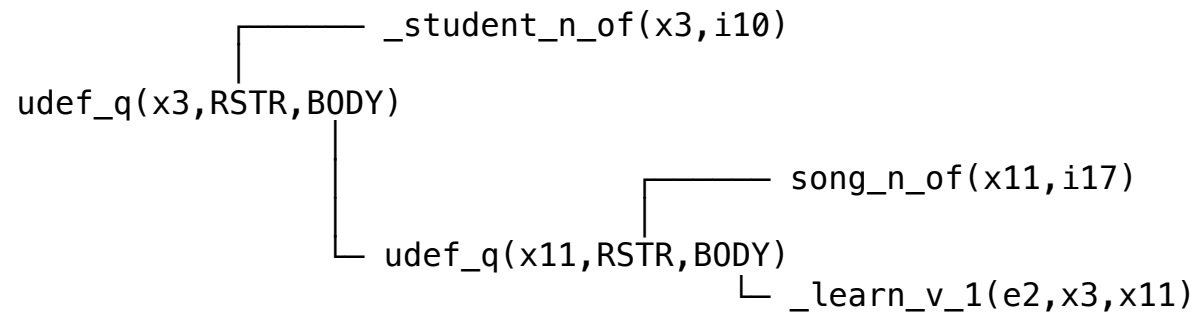 _student_n_of(x3,i10)
udef_q(x3,RSTR,BODY)
song_n_of(x11,i17)
udef_q(x11,RSTR,BODY)
_learn_v_1(e2,x3,x11)